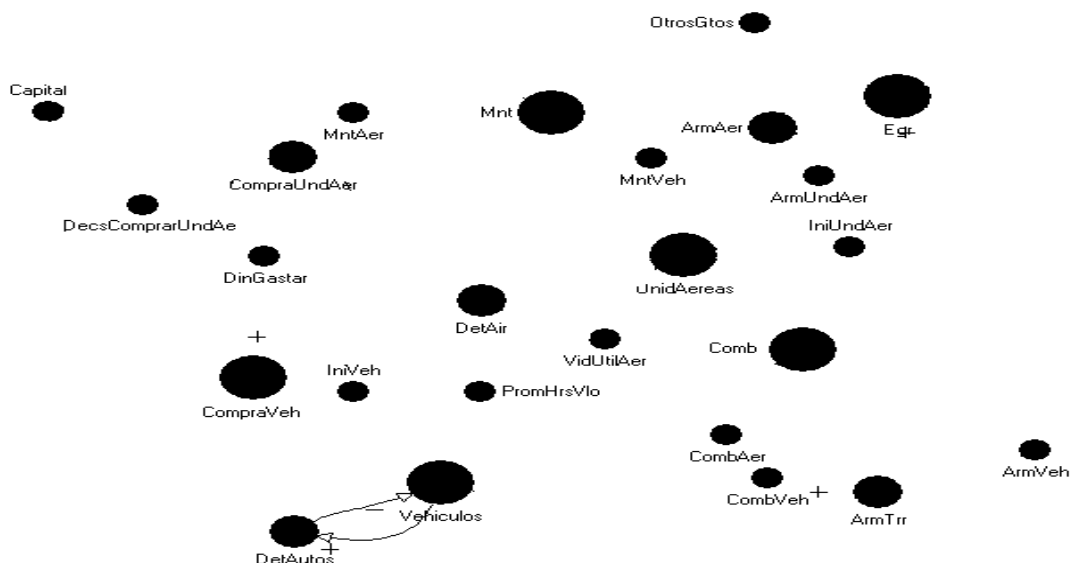 OtrosGtos
Capital
MntAer
Mnt
ArmAer
Egr
CompraUndAer
MntVeh
ArmUndAer
DecsComprarUndAe
IniUndAer
DinGastar
UnidAereas
DetAir
Comb
VidUtilAer
+
IniVeh
PromHrsVlo
CompraVeh
CombAer
ArmVeh
CombVeh
+
ArmTrr
Vehiculos
−
DetAutos
+